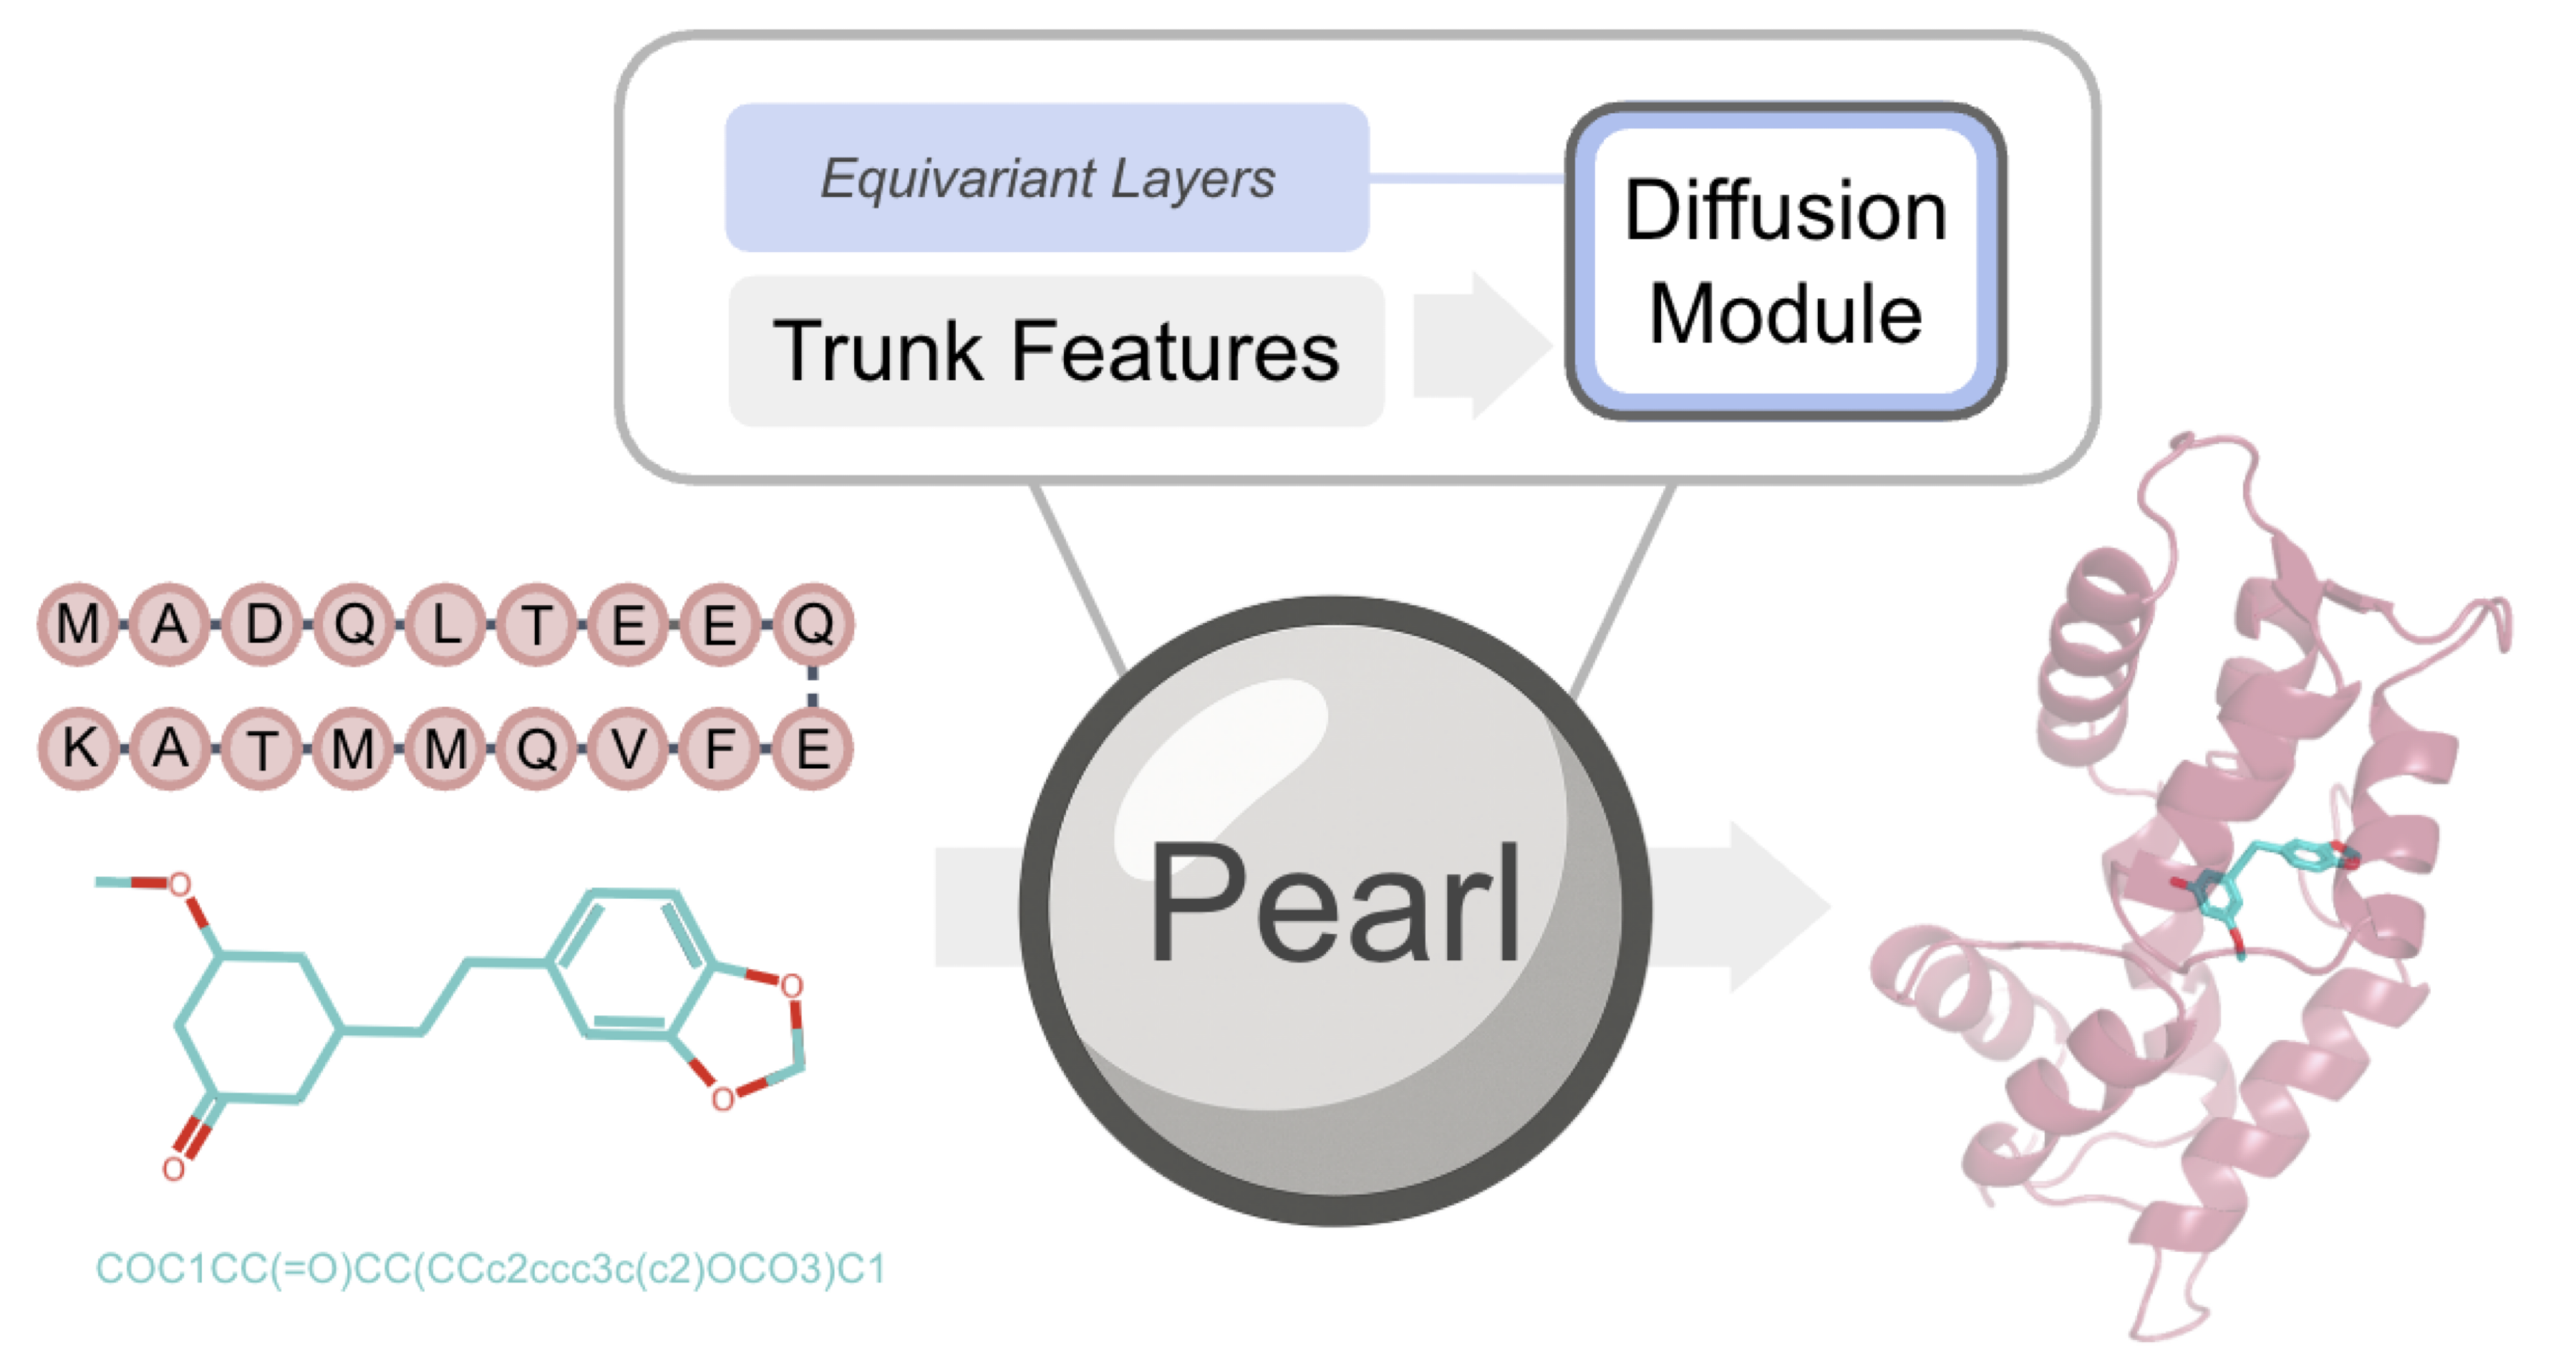 Equivariant Layers
Trunk Features
Diffusion
Module
M A D Q L T E E Q
K A T M M Q V F E
Pearl
O
O
O
O
COC1CC(=O)CC(CCc2ccc3c(c2)OCO3)C1